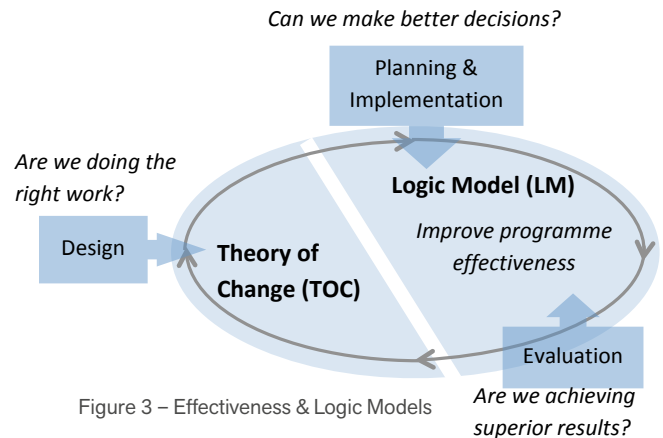 Can we make better decisions?
Planning &
Implementation
Are we doing the
right work?
Design
Logic Model (LM)
Improve programme
effectiveness
Theory of
Change (TOC)
Evaluation
Are we achieving
superior results?
Figure 3 – Effectiveness & Logic Models